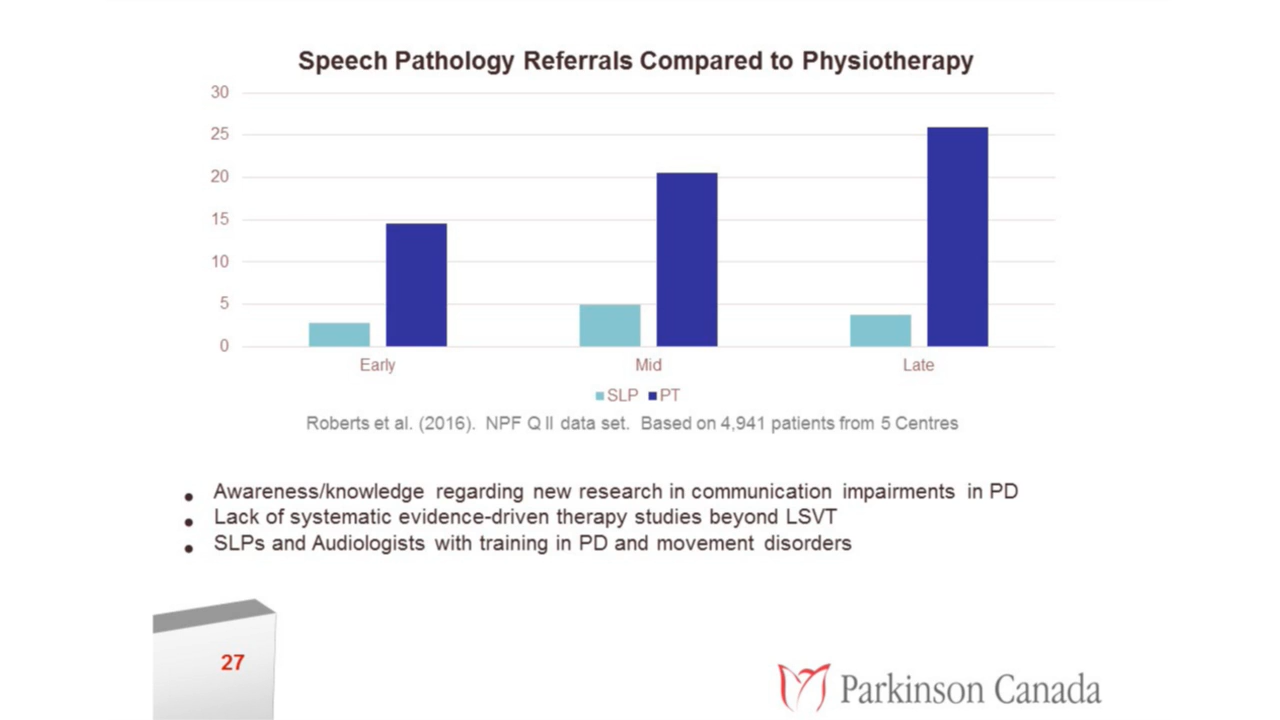 Speech Pathology Referrals Compared to Physiotherapy
30
25
20
15
10
5
0
Early Mid Late
SLP PT
Roberts et al. (2016). NPF Q II data set. Based on 4,941 patients from 5 Centres
• Awareness/knowledge regarding new research in communication impairments in PD
• Lack of systematic evidence-driven therapy studies beyond LSVT
• SLPs and Audiologists with training in PD and movement disorders
27
Parkinson Canada